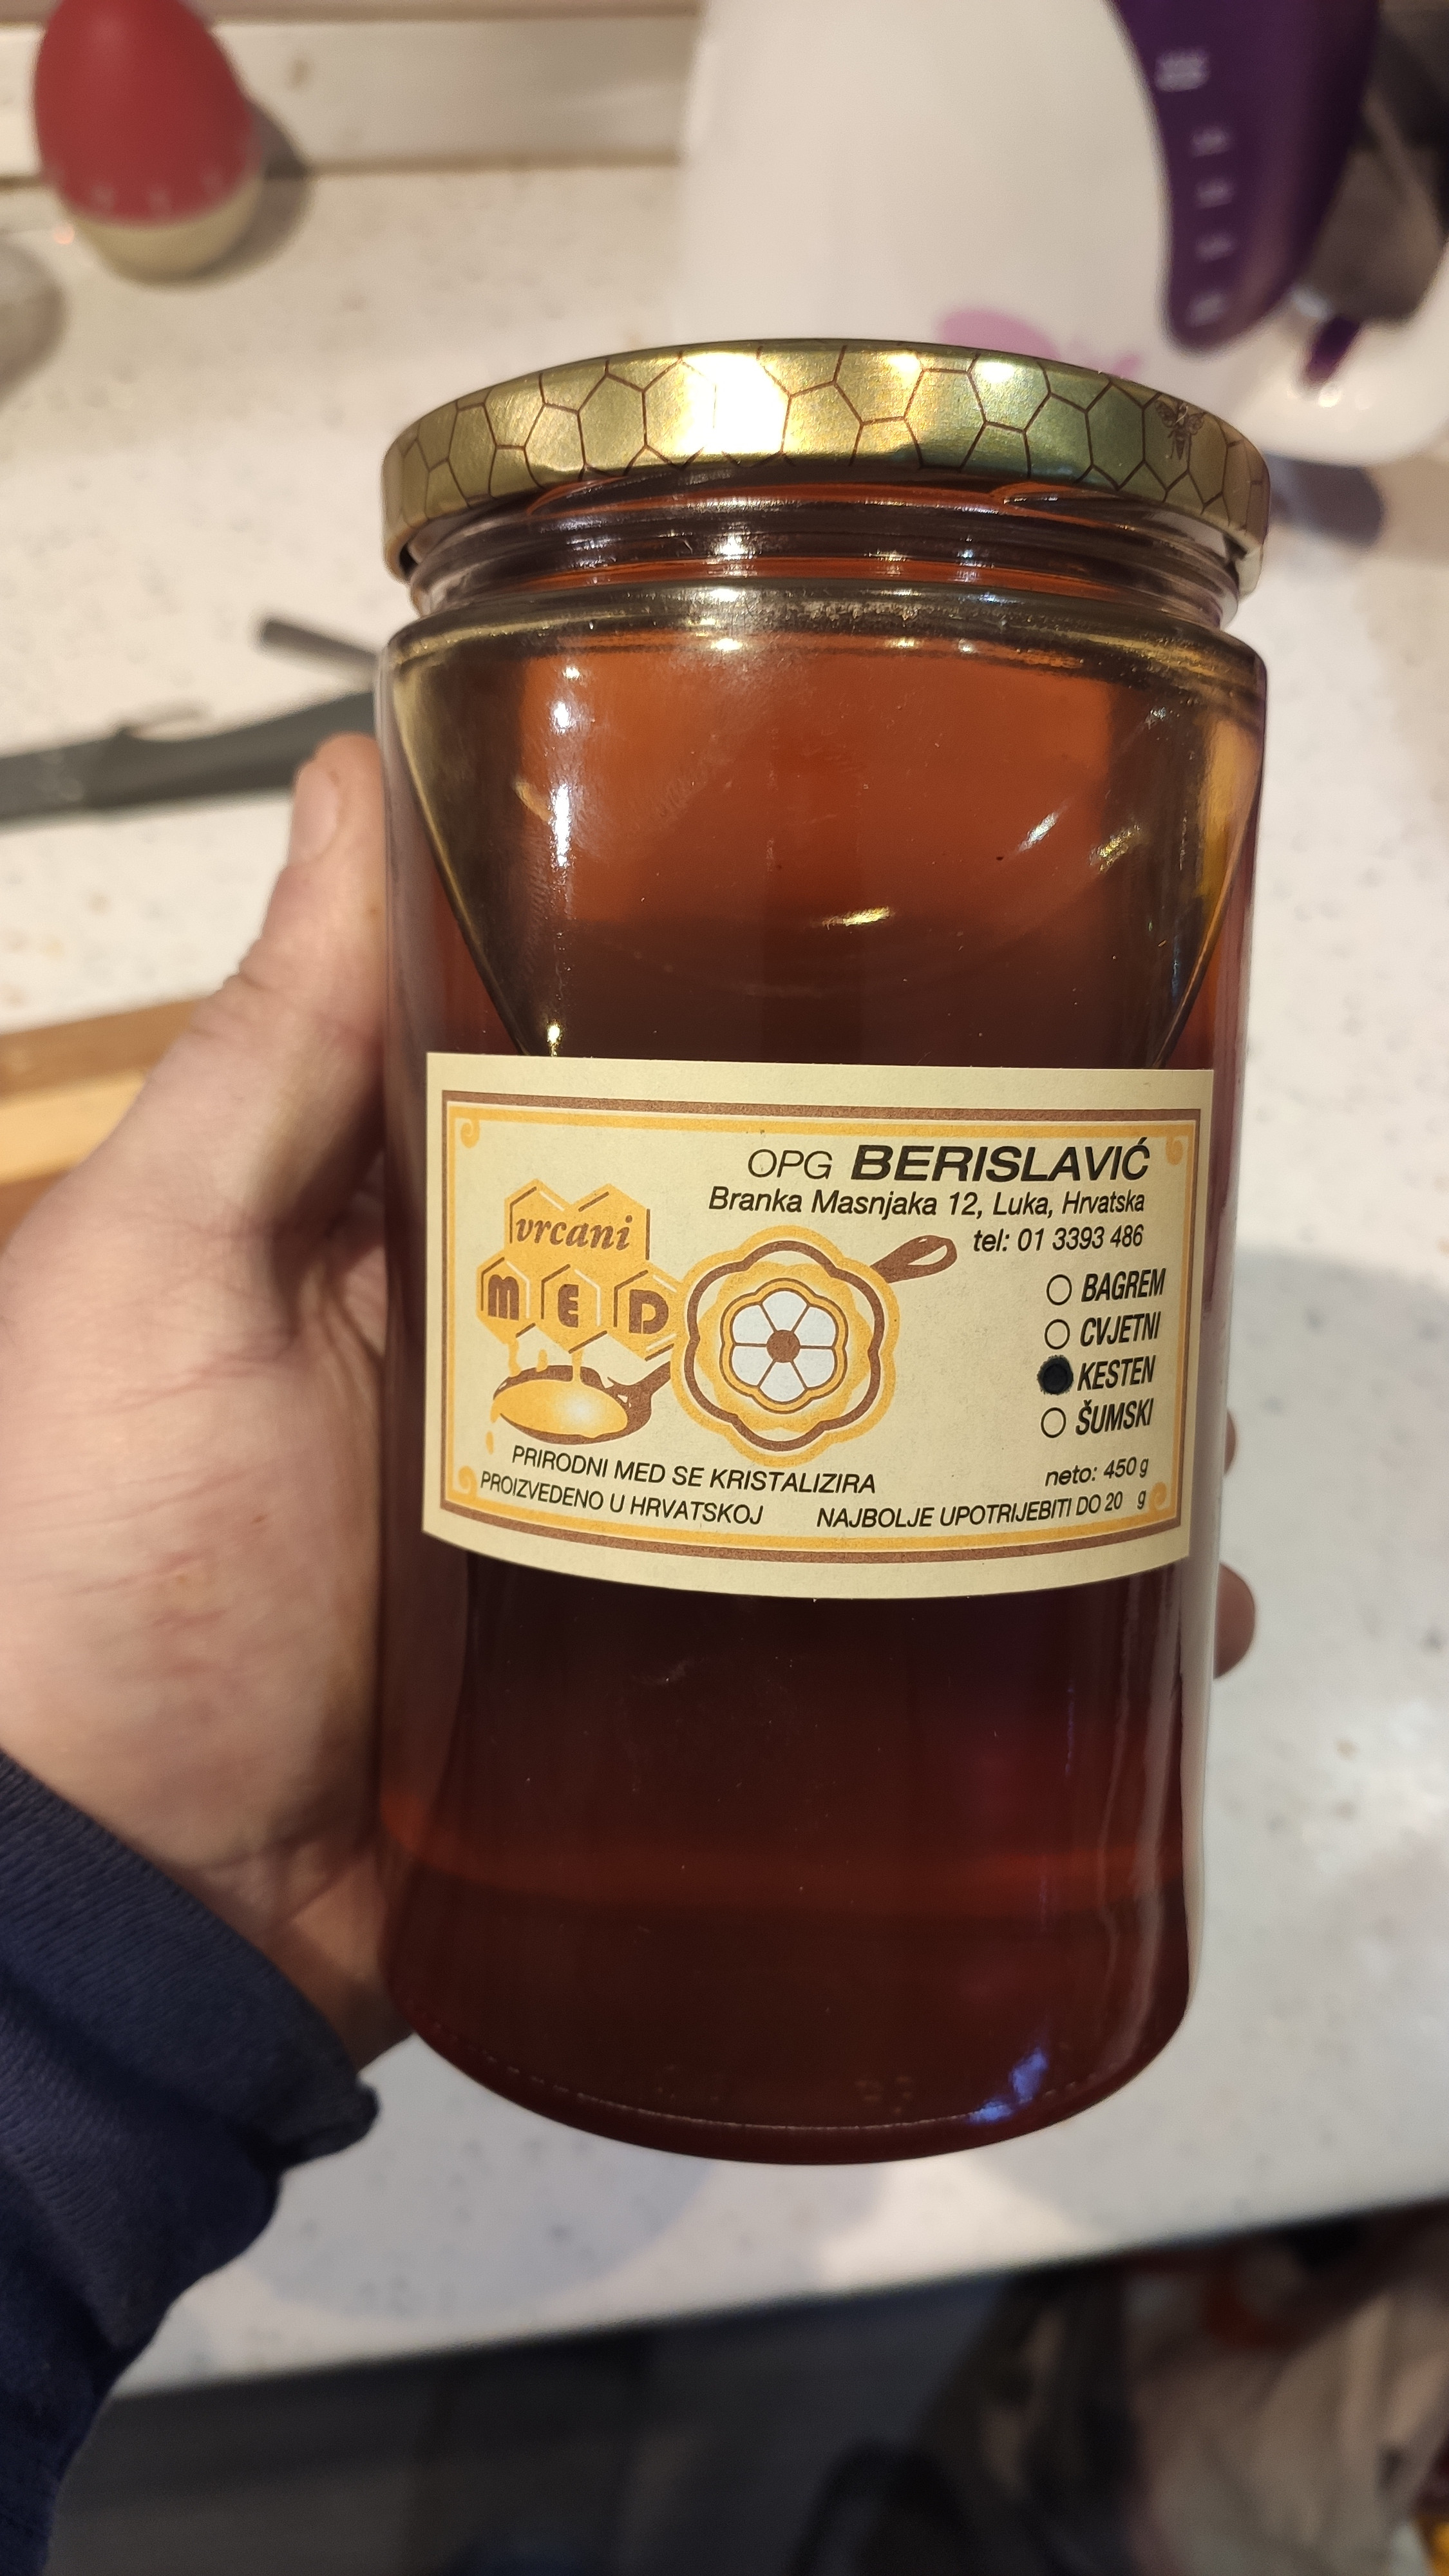 OPG BERISLAVIĆ
Branka Masnjaka 12, Luka, Hrvatska
tel: 01 3393 486
vrcani
MED
BAGREM
CVJETNI
KESTEN
ŠUMSKI
neto: 450 g
PRIRODNI MED SE KRISTALIZIRA
PROIZVEDENO U HRVATSKOJ
NAJBOLJE UPOTRIJEBITI DO 20 g